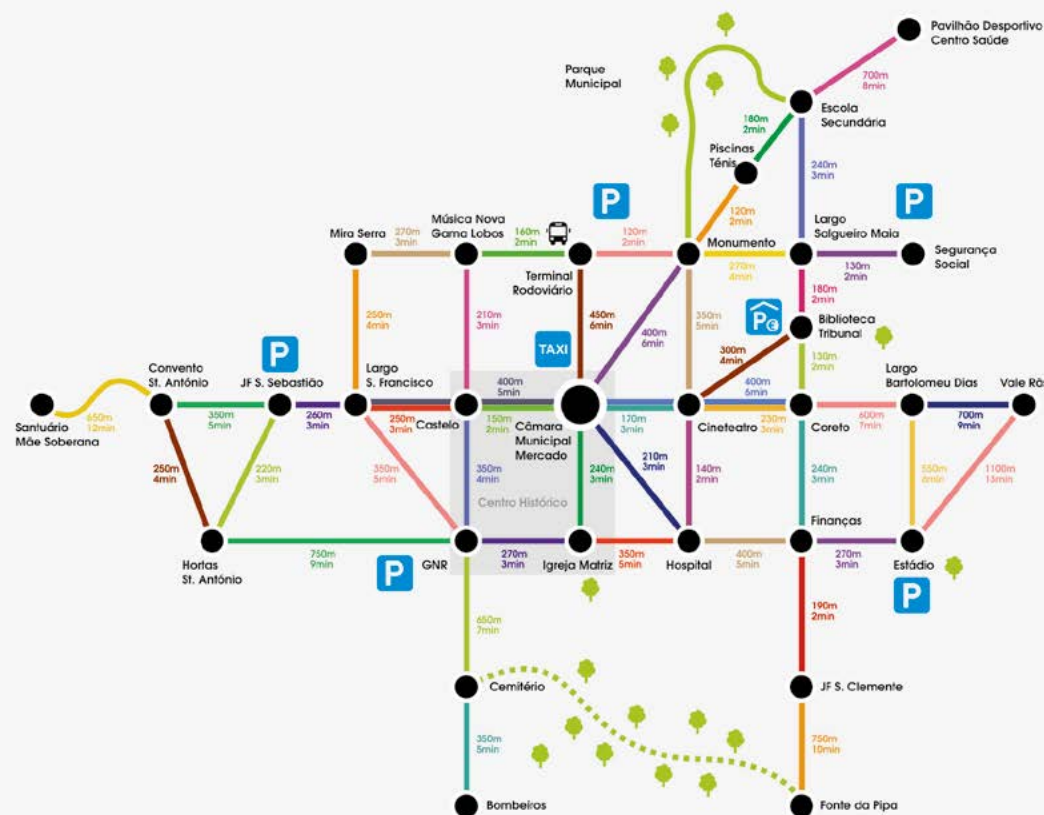 Pavilhão Desportivo
Centro Saúde
Parque
Municipal
700m
8min
Escola
Secundária
180m
2min
Piscinas
Ténis
240m
3min
P
P
120m
2min
Mira Serra
270m
3min
Música Nova
Gama Lobos
160m
2min
120m
2min
Monumento
Largo
Salgueiro Maia
Terminal
Rodoviário
270m
4min
130m
2min
Segurança
Social
180m
2min
250m
4min
210m
3min
450m
6min
400m
6min
350m
5min
P€
Biblioteca
Tribunal
TAXI
300m
4min
130m
2min
P
Convento
St. António
JF S. Sebastião
Largo
S. Francisco
400m
5min
400m
6min
Largo
Bartolomeu Dias
Vale Rãs
Santuário
Mãe Soberana
650m
12min
350m
5min
260m
3min
250m
3min
Castelo
150m
2min
Câmara
Municipal
Mercado
170m
3min
Cineteatro
230m
3min
Coreto
600m
7min
700m
9min
250m
4min
220m
3min
350m
5min
350m
4min
240m
3min
210m
3min
140m
2min
240m
3min
550m
6min
1100m
15min
Centro Histórico
Finanças
Hortas
St. António
750m
9min
P
GNR
270m
3min
Igreja Matriz
350m
5min
Hospital
400m
5min
270m
3min
Estádio
P
650m
7min
190m
2min
Cemitério
JF S. Clemente
350m
5min
750m
10min
Bombeiros
Fonte da Pipa